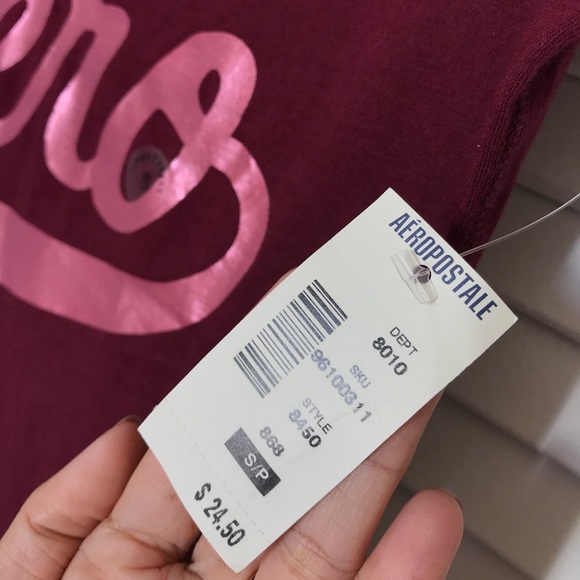 ero
AÉROPOSTALE
DEPT
8010
SKU
96100311
STYLE
8450
868
S/P
$ 24.50